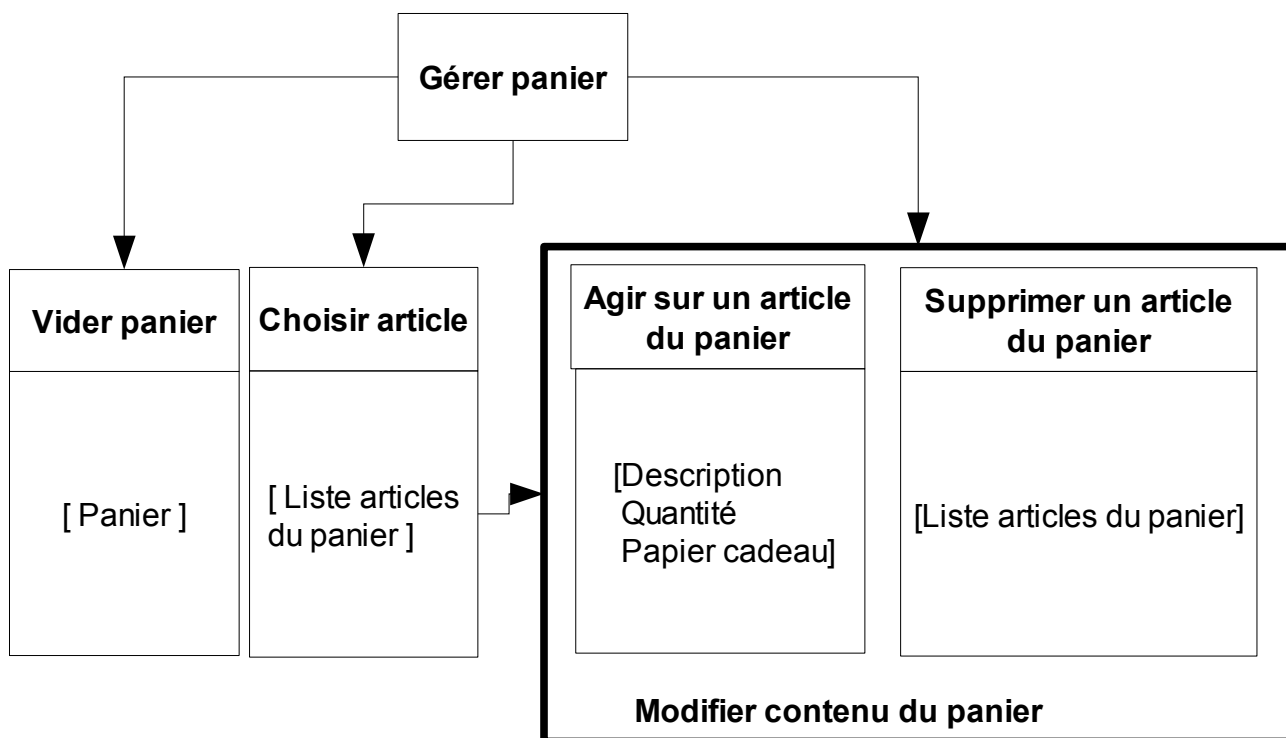 Gérer panier
Vider panier
Choisir article
Agir sur un article
du panier
Supprimer un article
du panier
[ Panier ]
[ Liste articles
du panier ]
[Description
Quantité
Papier cadeau]
[Liste articles du panier]
Modifier contenu du panier